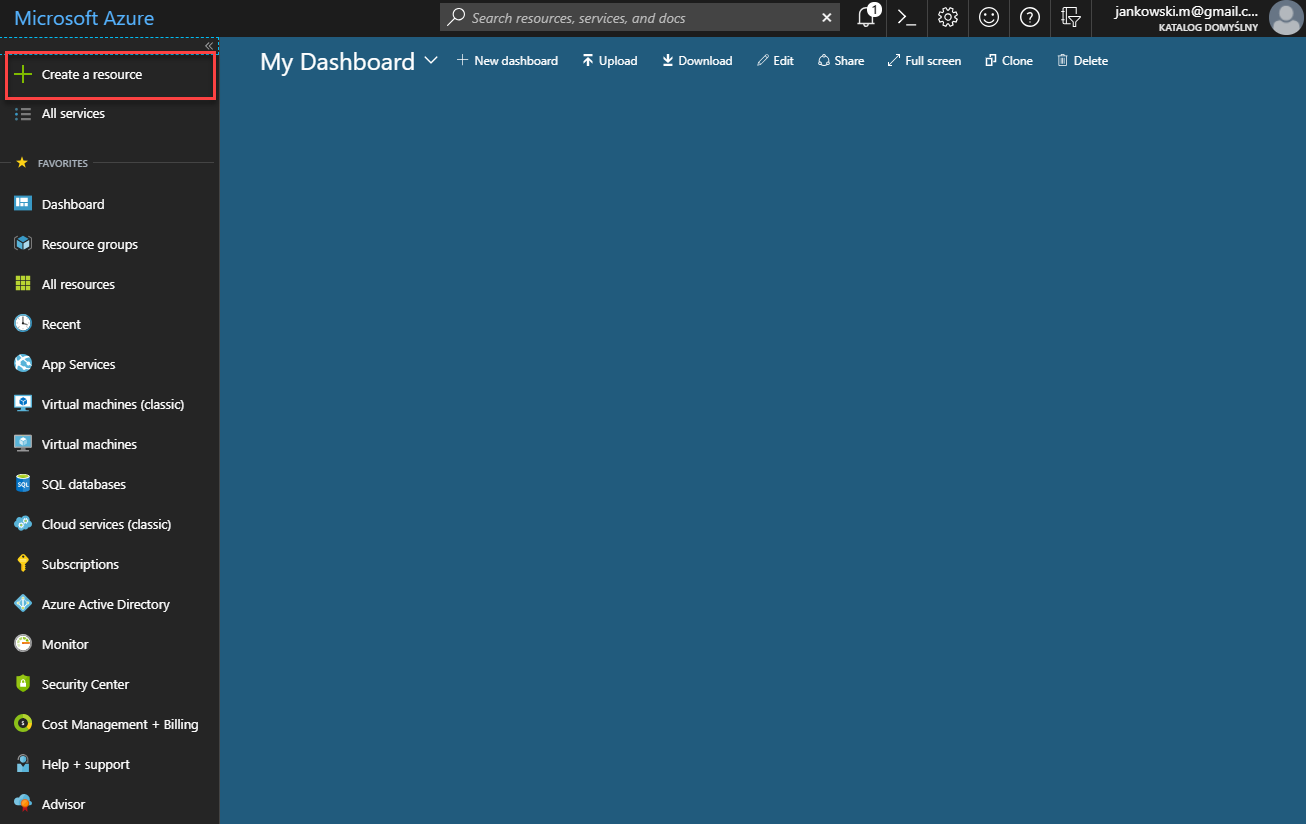 Microsoft Azure
Search resources, services, and docs
1
jankowski.m@gmail.c...
KATALOG DOMYŚLNY
Create a resource
All services
FAVORITES
Dashboard
Resource groups
All resources
Recent
App Services
Virtual machines (classic)
Virtual machines
SQL databases
SQL
Cloud services (classic)
Subscriptions
Azure Active Directory
Monitor
Security Center
Cost Management + Billing
Help + support
Advisor
My Dashboard
New dashboard
Upload
Download
Edit
Share
Full screen
Clone
Delete